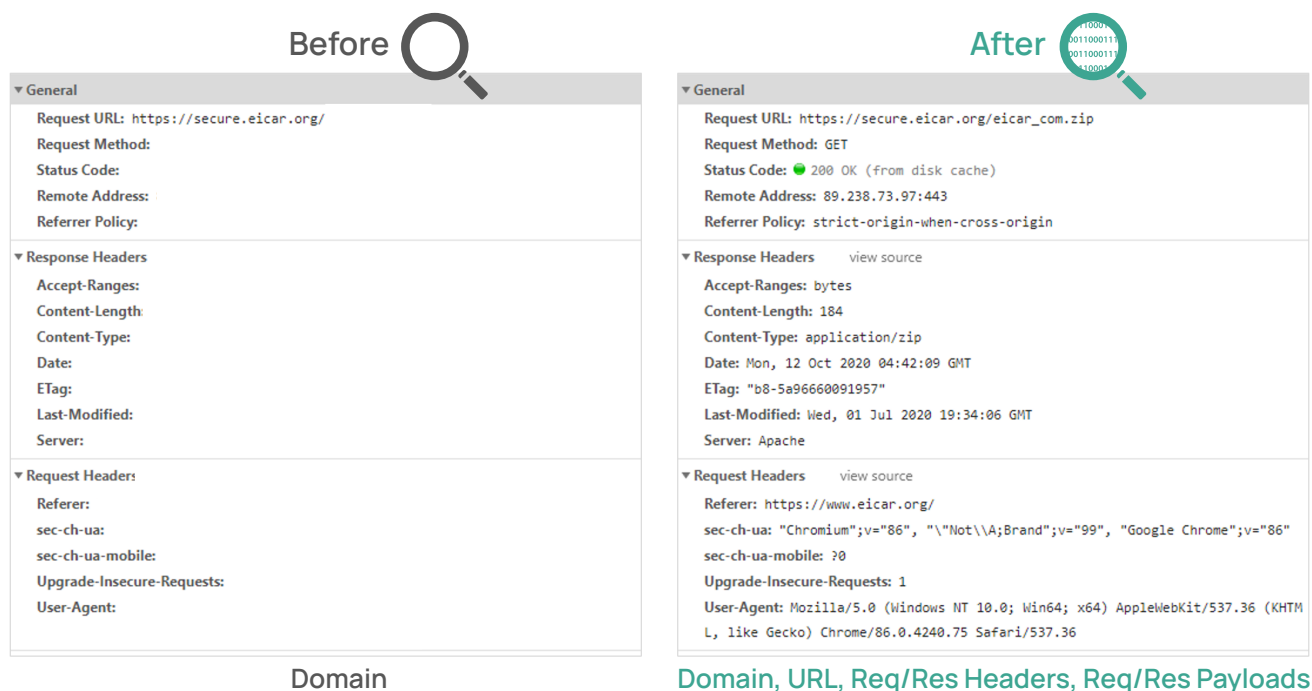 Before
General
Request URL: https://secure.eicar.org/
Request Method:
Status Code:
Remote Address:
Referrer Policy:
Response Headers
Accept-Ranges:
Content-Length:
Content-Type:
Date:
ETag:
Last-Modified:
Server:
Request Headers
Referer:
sec-ch-ua:
sec-ch-ua-mobile:
Upgrade-Insecure-Requests:
User-Agent:
Domain
After
General
Request URL: https://secure.eicar.org/eicar_com.zip
Request Method: GET
Status Code: 200 OK (from disk cache)
Remote Address: 89.238.73.97:443
Referrer Policy: strict-origin-when-cross-origin
Response Headers view source
Accept-Ranges: bytes
Content-Length: 184
Content-Type: application/zip
Date: Mon, 12 Oct 2020 04:42:09 GMT
ETag: "b8-5a96660091957"
Last-Modified: Wed, 01 Jul 2020 19:34:06 GMT
Server: Apache
Request Headers view source
Referer: https://www.eicar.org/
sec-ch-ua: "Chromium";v="86", "\"Not\\A;Brand";v="99", "Google Chrome";v="86"
sec-ch-ua-mobile: ?0
Upgrade-Insecure-Requests: 1
User-Agent: Mozilla/5.0 (Windows NT 10.0; Win64; x64) AppleWebKit/537.36 (KHTM
L, like Gecko) Chrome/86.0.4240.75 Safari/537.36
Domain, URL, Req/Res Headers, Req/Res Payloads